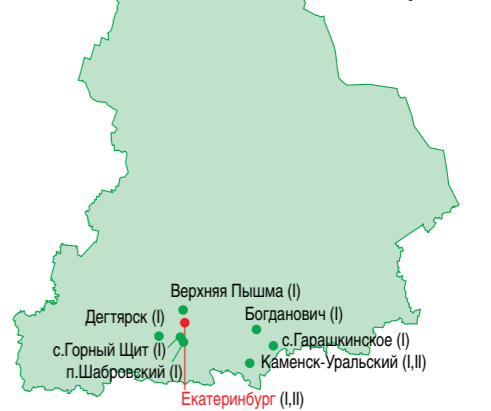 Верхняя Пышма (I)
Дегтярск (I)
Богданович (I)
с.Гарашкинское (I)
с.Горный Щит (I)
Каменск-Уральский (I,II)
п.Шабровский (I)
Екатеринбург (I,II)